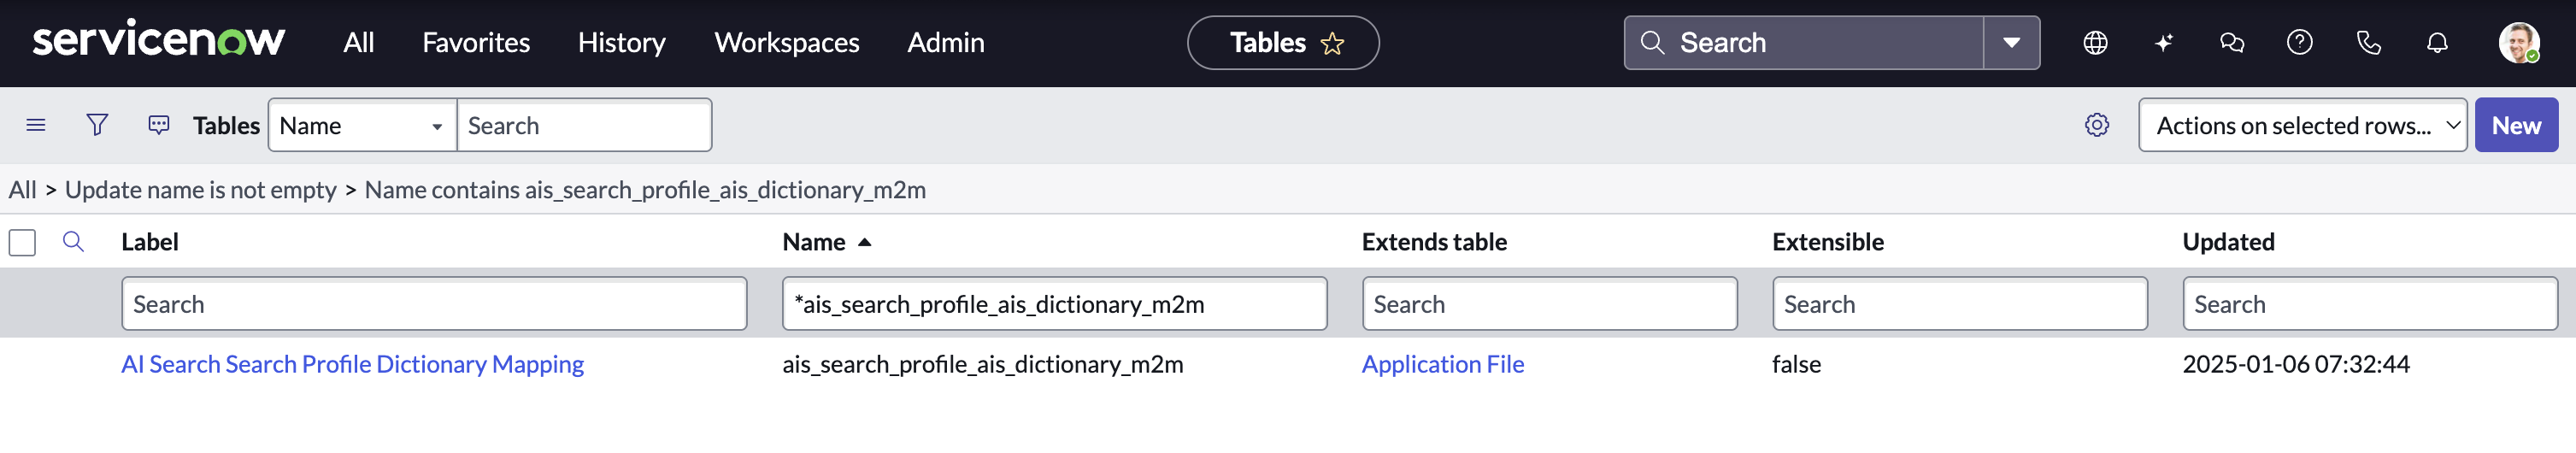 servicenow All Favorites History Workspaces Admin Tables Search
Tables Name Search Actions on selected rows... New
All > Update name is not empty > Name contains ais_search_profile_ais_dictionary_m2m
Label Name Extends table Extensible Updated
Search *ais_search_profile_ais_dictionary_m2m Search Search Search
AI Search Search Profile Dictionary Mapping ais_search_profile_ais_dictionary_m2m Application File false 2025-01-06 07:32:44